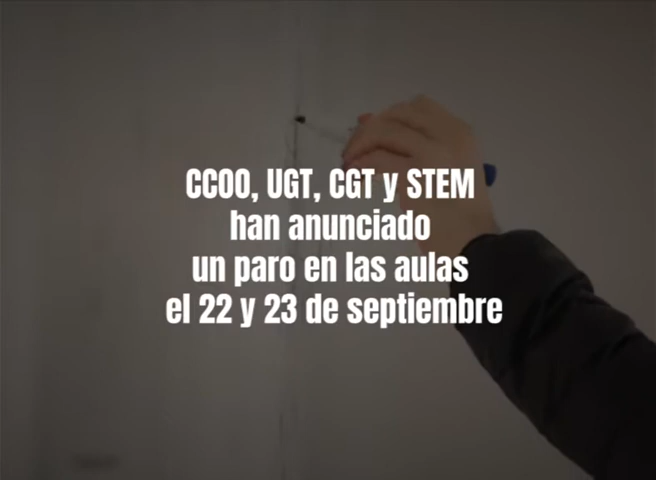 CCOO, UGT, CGT y STEM
han anunciado
un paro en las aulas
el 22 y 23 de septiembre